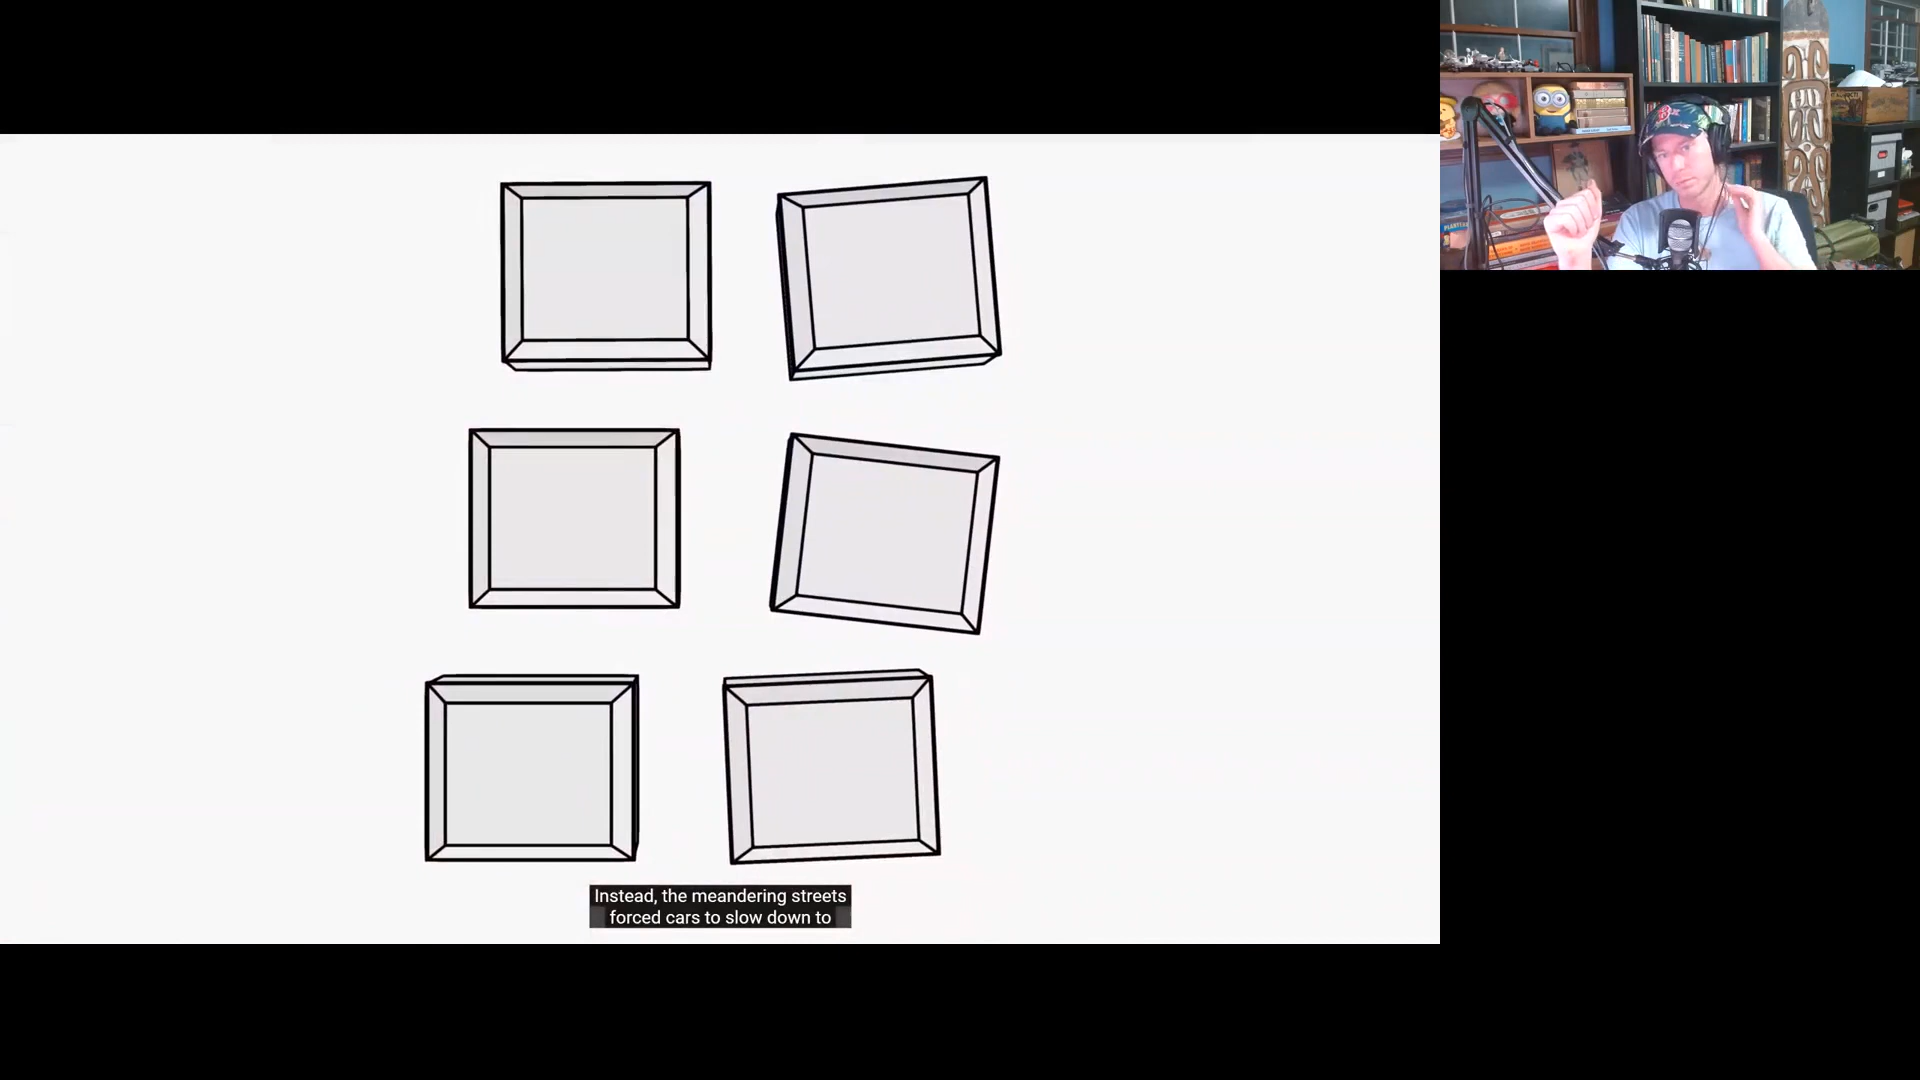 Instead, the meandering streets
forced cars to slow down to